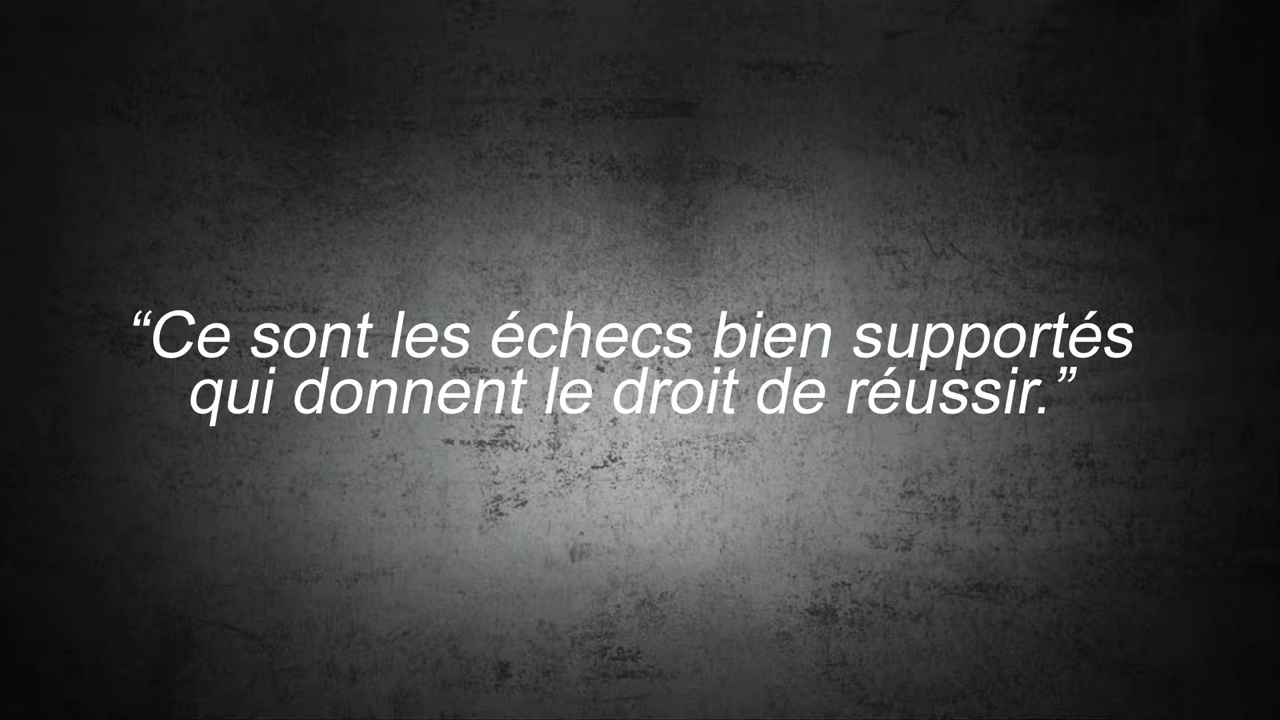 “Ce sont les échecs bien supportés
qui donnent le droit de réussir.”